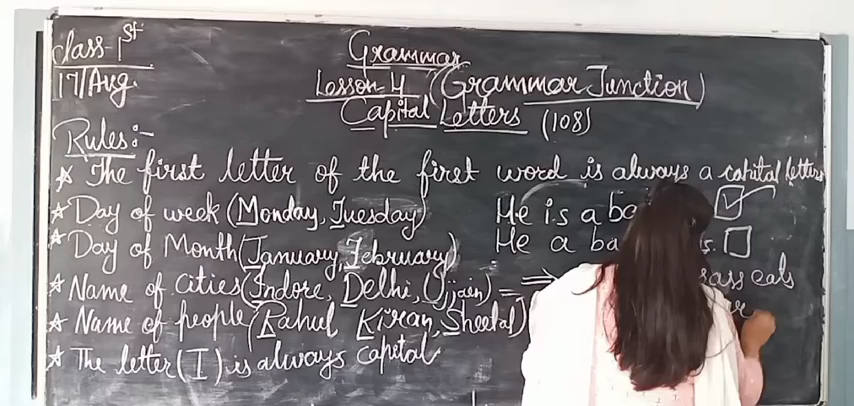 Class-1st
17/Aug.
Grammar
Lesson-4 (Grammar Junction)
Capital Letters (108)
Rules:-
* The first letter of the first word is always a capital letters
* Day of week (Monday, Tuesday)
* Day of Month (January, February)
* Name of Cities (Indore, Delhi, Ujjain) =
* Name of people (Rahul Kiran, Sheetal)
* The letter (I) is always capetal
He is a
He a
eats